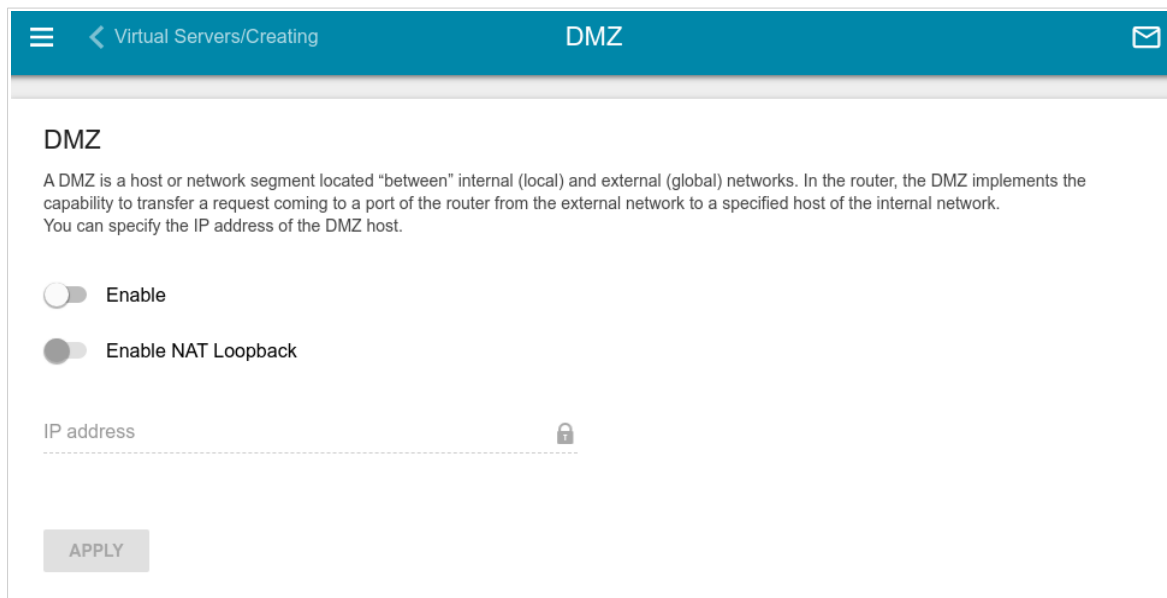 Virtual Servers/Creating
DMZ
DMZ
A DMZ is a host or network segment located “between” internal (local) and external (global) networks. In the router, the DMZ implements the
capability to transfer a request coming to a port of the router from the external network to a specified host of the internal network.
You can specify the IP address of the DMZ host.
Enable
Enable NAT Loopback
IP address
APPLY